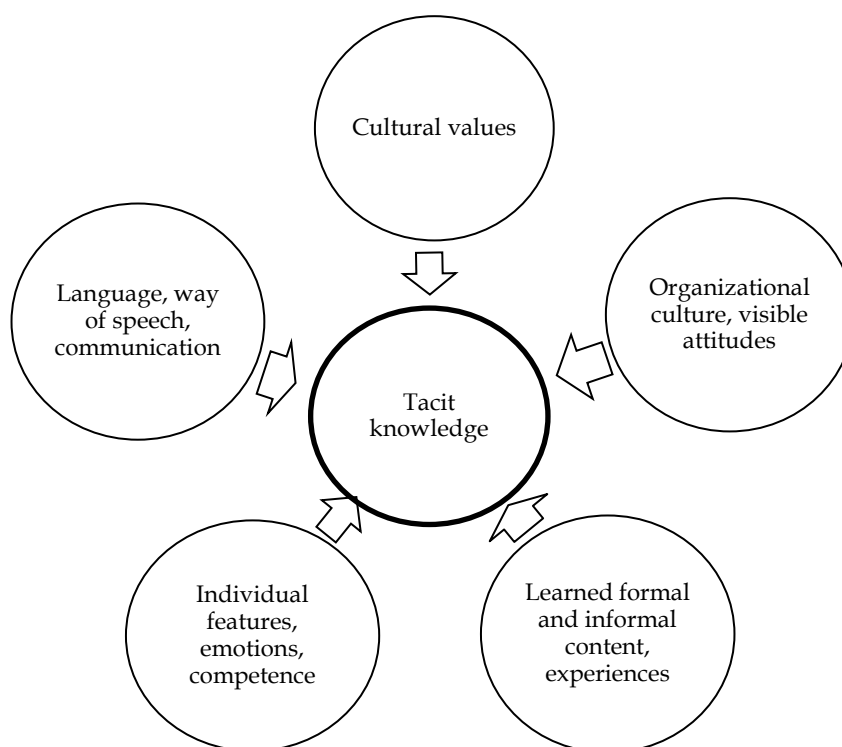 Cultural values
Language, way
of speech,
communication
Organizational
culture, visible
attitudes
Tacit
knowledge
Individual
features,
emotions,
competence
Learned formal
and informal
content,
experiences